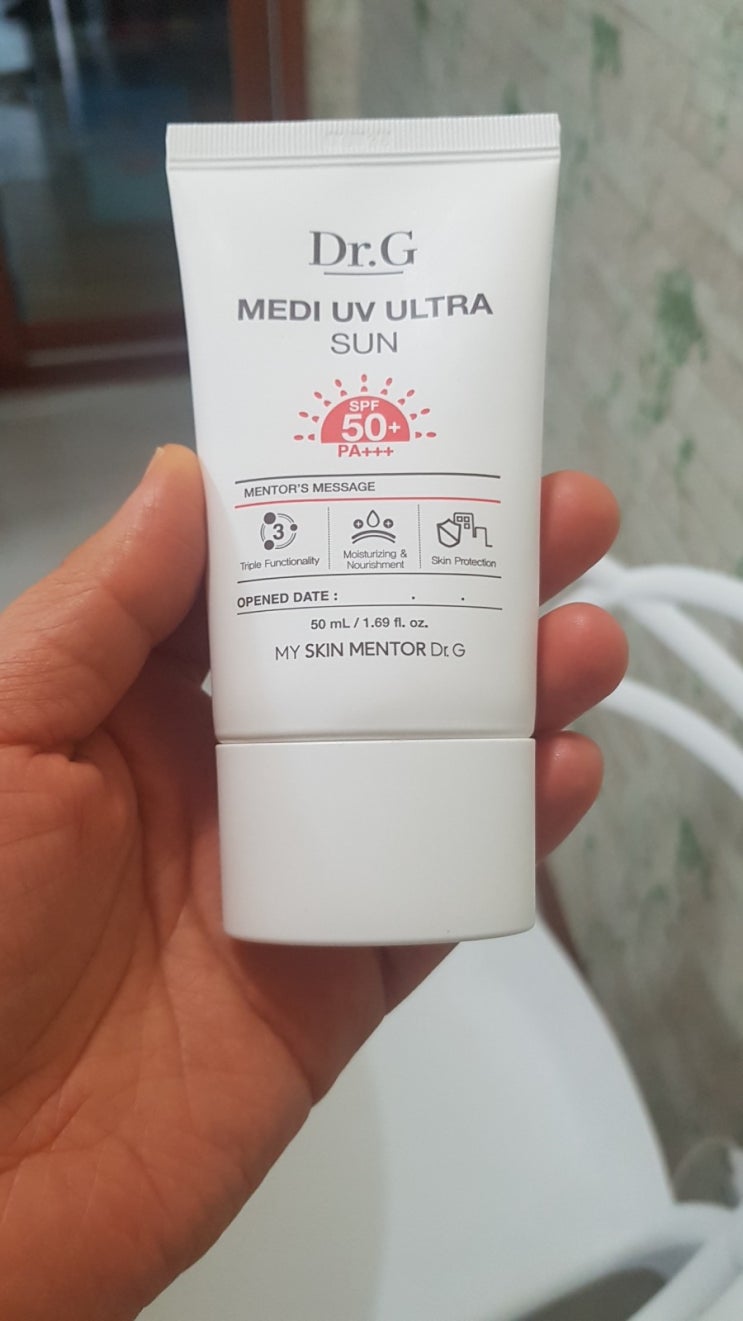 Dr.G
MEDI UV ULTRA
SUN
SPF
50+
PA+++
MENTOR'S MESSAGE
3
Triple Functionality
Moisturizing &
Nourishment
Skin Protection
OPENED DATE : . .
50 mL / 1.69 fl. oz.
MY SKIN MENTOR Dr.G